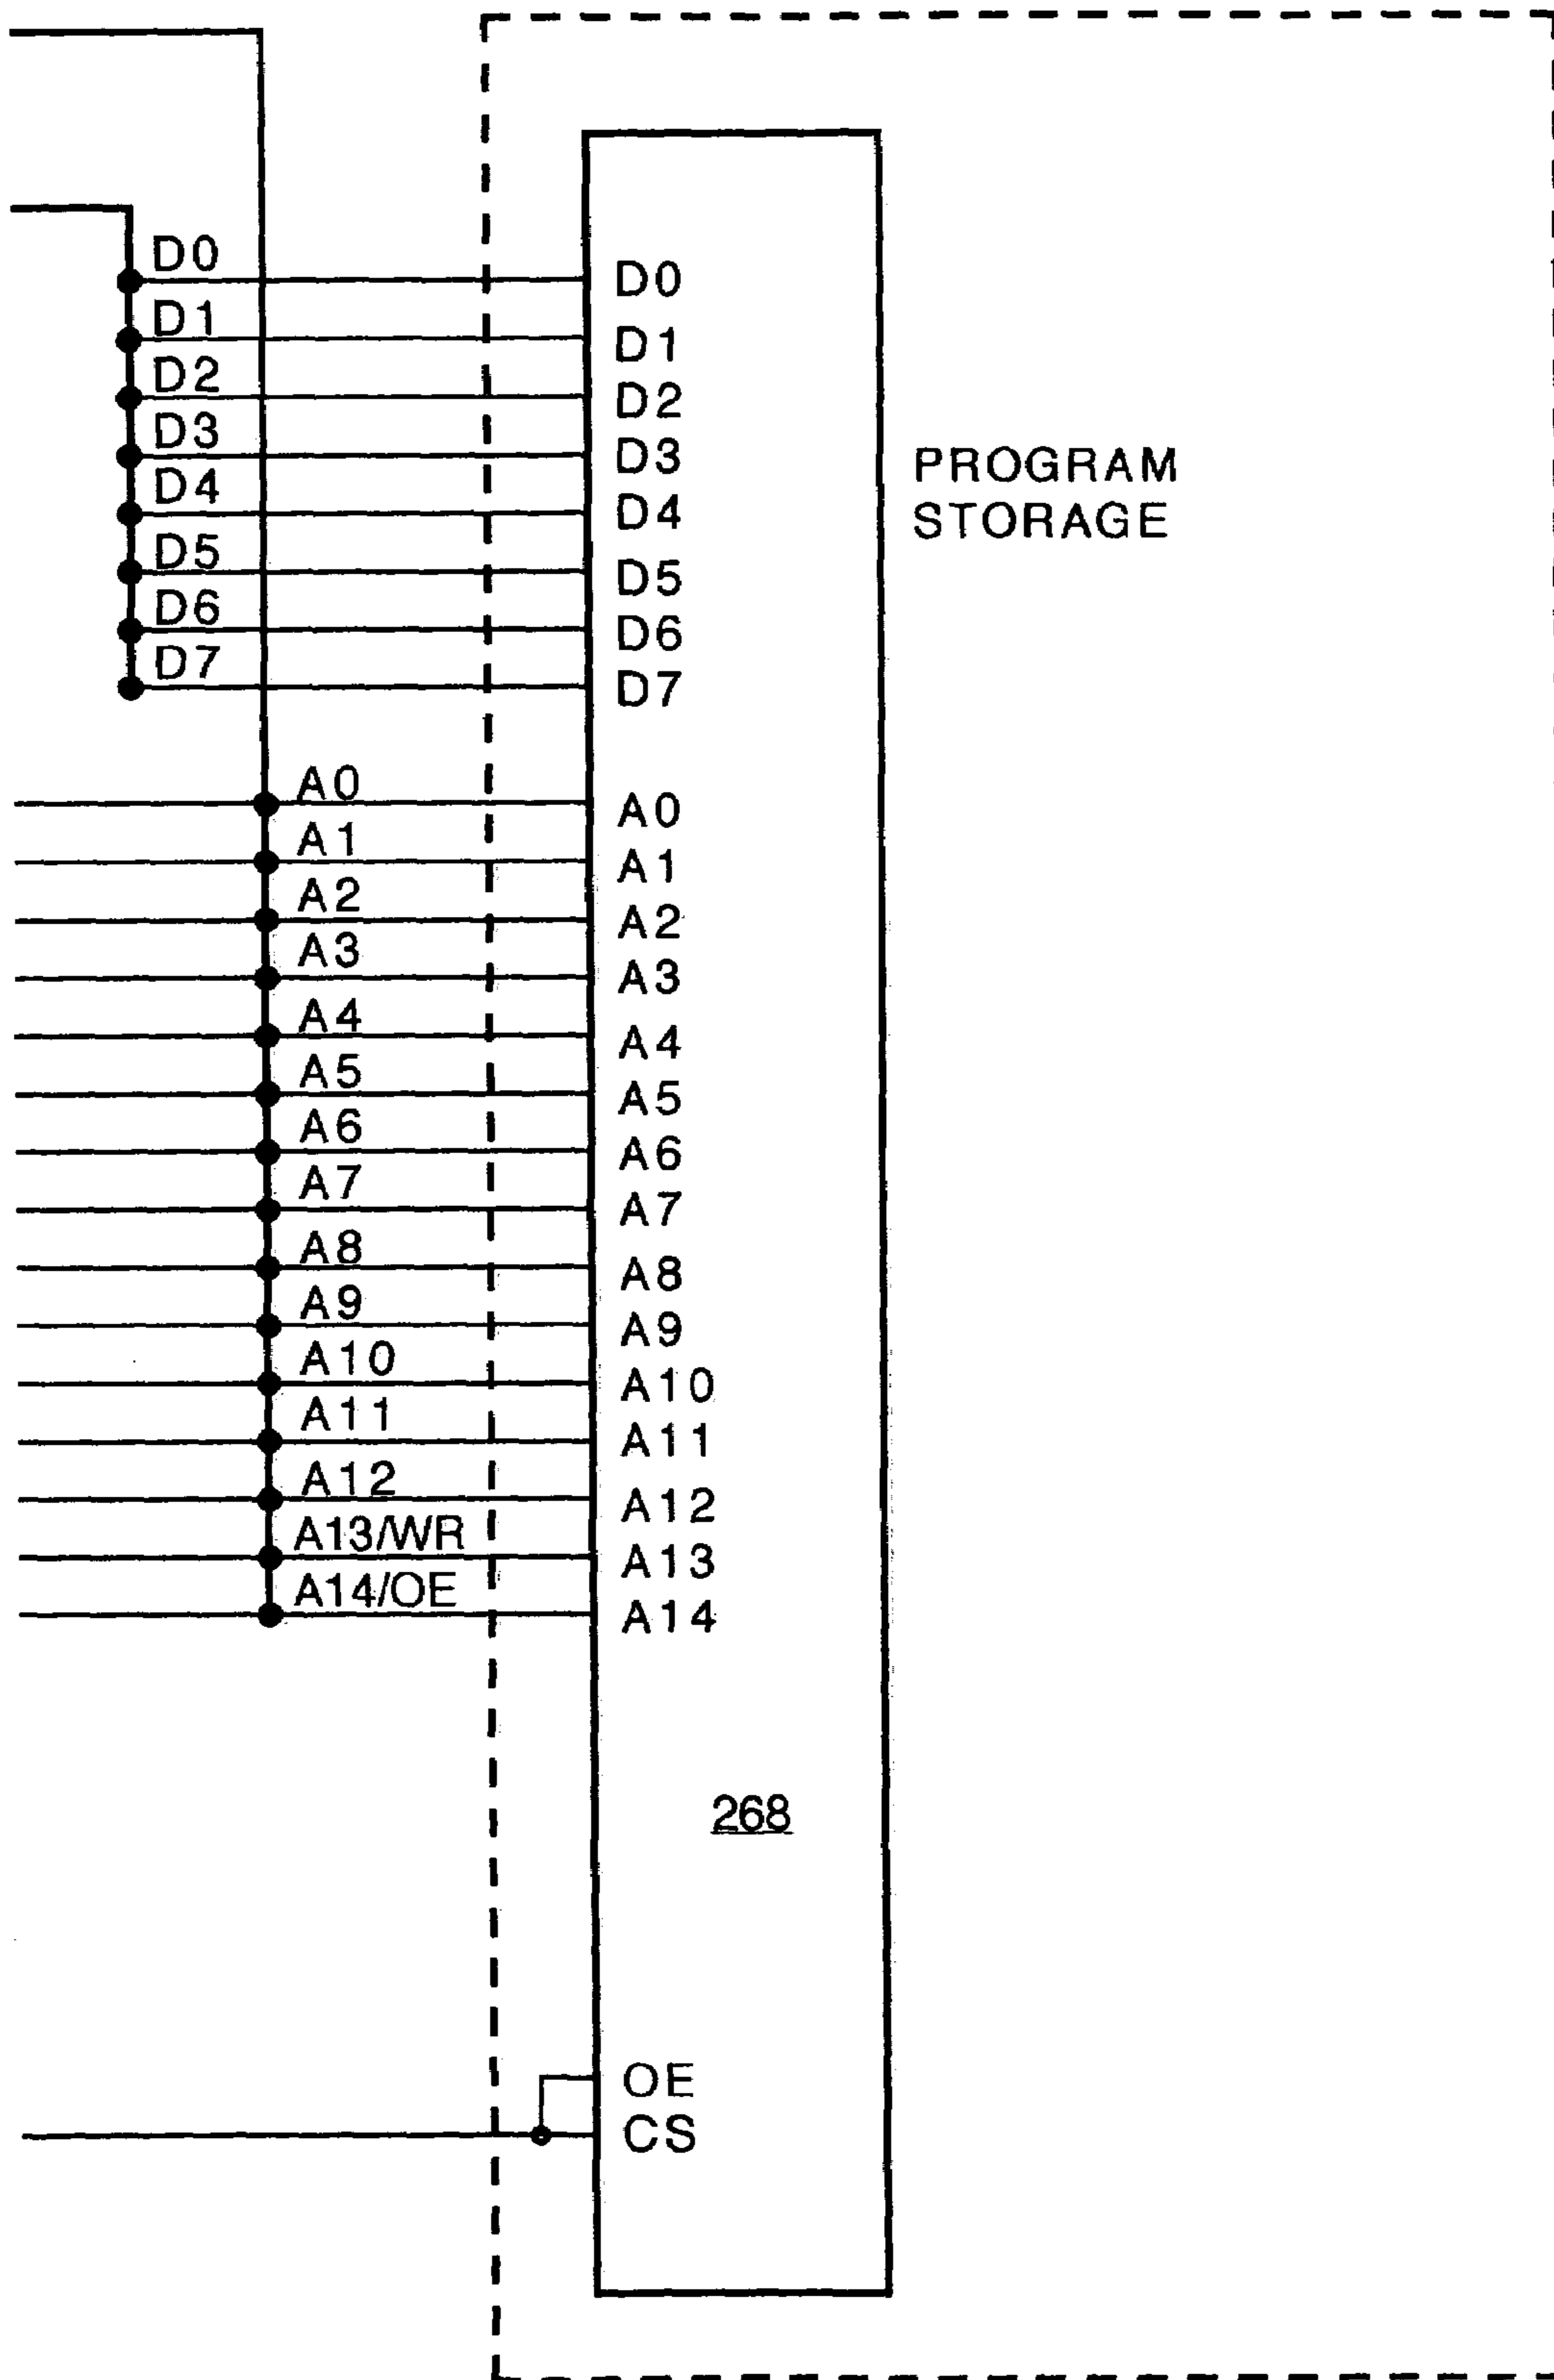 D0
D0
D1
D1
D2
D2
D3
D3
PROGRAM
D4
D4
STORAGE
D5
D5
D6
D6
D7
D7
A0
A0
A1
A1
A2
A2
A3
A3
A4
A4
A5
A5
A6
A6
A7
A7
A8
A8
A9
A9
A10
A10
A11
A11
A12
A12
A13/WR
A13
A14/OE
A14
268
OE
CS